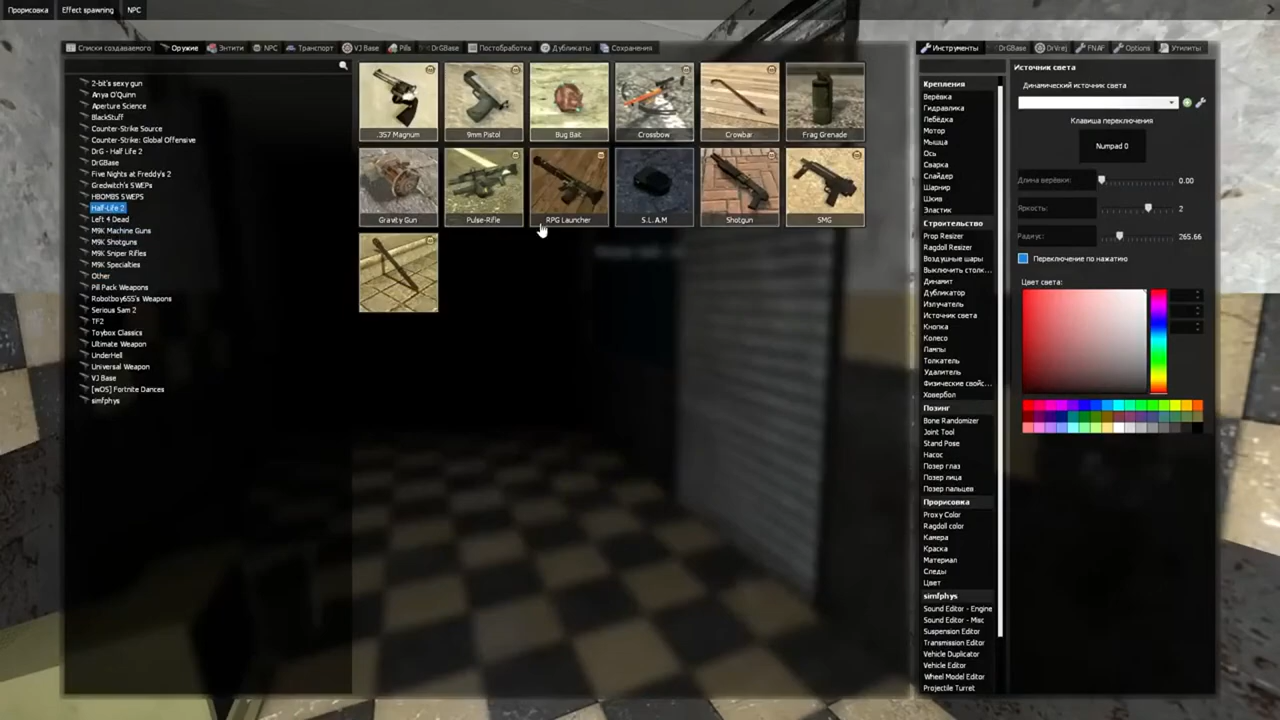 Прорисовка Effect spawning NPC
Списки создаваемого Оружие Энтити NPC Транспорт VJ Base Pills DrGBase Постобработка Дубликаты Сохранения
2-bit's sexy gun
Anya O'Quinn
Aperture Science
BlackStuff
Counter-Strike Source
Counter-Strike: Global Offensive
DrG - Half Life 2
DrGBase
Five Nights at Freddy's 2
Gredwitch's SWEPs
HBOMBS SWEPS
Half-Life 2
Left 4 Dead
M9K Machine Guns
M9K Shotguns
M9K Sniper Rifles
M9K Specialties
Other
Pill Pack Weapons
Robotboy655's Weapons
Serious Sam 2
TF2
Toybox Classics
Ultimate Weapon
UnderHell
Universal Weapon
VJ Base
[wOS] Fortnite Dances
simfphys
.357 Magnum 9mm Pistol Bug Bait Crossbow Crowbar Frag Grenade
Gravity Gun Pulse-Rifle RPG Launcher S.L.A.M Shotgun SMG
Инструменты DrGBase DrVrej FNAF Options Утилиты
Крепления
Верёвка
Гидравлика
Лебёдка
Мотор
Мышца
Ось
Сварка
Слайдер
Шарнир
Шкив
Эластик
Строительство
Prop Resizer
Ragdoll Resizer
Воздушные шары
Выключить столк...
Динамит
Дубликатор
Излучатель
Источник света
Кнопка
Колесо
Лампы
Толкатель
Удалитель
Физические свойс...
Ховербол
Позинг
Bone Randomizer
Joint Tool
Stand Pose
Насос
Позер глаз
Позер лица
Позер пальцев
Прорисовка
Proxy Color
Ragdoll color
Камера
Краска
Материал
Следы
Цвет
simfphys
Sound Editor - Engine
Sound Editor - Misc
Suspension Editor
Transmission Editor
Vehicle Duplicator
Vehicle Editor
Wheel Model Editor
Projectile Turret
Источник света
Динамический источник света
Клавиша переключения
Numpad 0
Длина верёвки: 0.00
Яркость: 2
Радиус: 265.66
Переключение по нажатию
Цвет света: